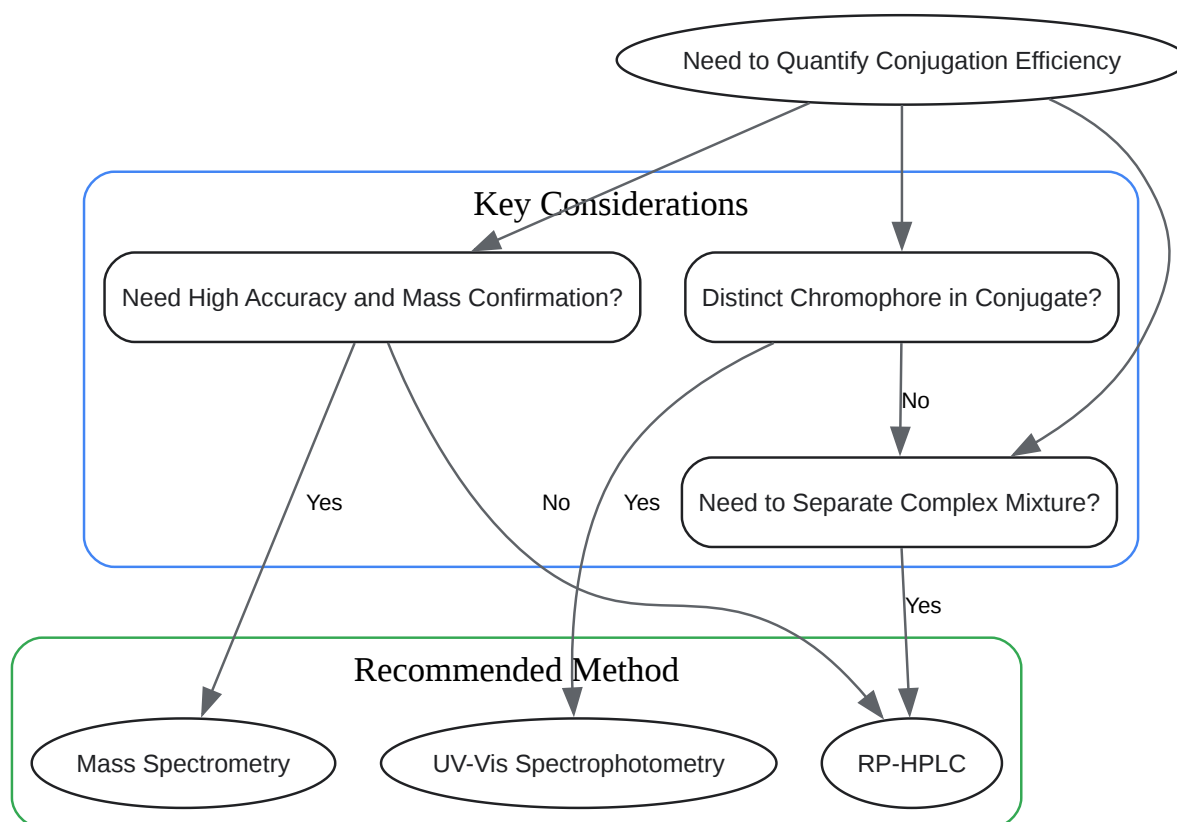 Need to Quantify Conjugation Efficiency
Key Considerations
Need High Accuracy and Mass Confirmation?
Distinct Chromophore in Conjugate?
No
Need to Separate Complex Mixture?
Yes
No
Yes
Yes
Recommended Method
Mass Spectrometry
UV-Vis Spectrophotometry
RP-HPLC